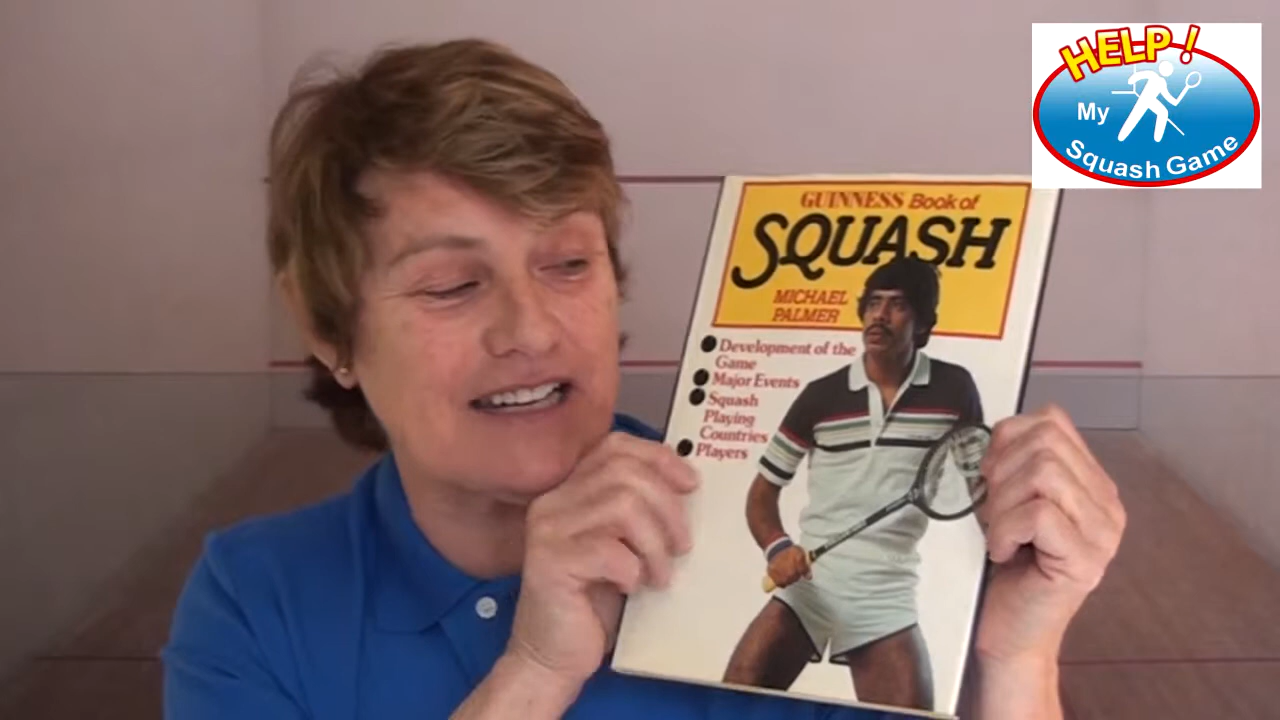 HELP!
My
Squash Game
GUINNESS Book of
SQUASH
MICHAEL
PALMER
Development of the
Game
Major Events
Squash
Playing
Countries
Players